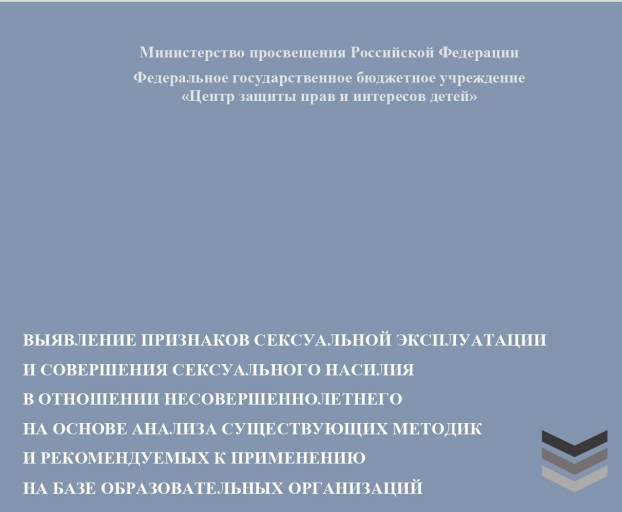 Министерство просвещения Российской Федерации
Федеральное государственное бюджетное учреждение
«Центр защиты прав и интересов детей»
ВЫЯВЛЕНИЕ ПРИЗНАКОВ СЕКСУАЛЬНОЙ ЭКСПЛУАТАЦИИ
И СОВЕРШЕНИЯ СЕКСУАЛЬНОГО НАСИЛИЯ
В ОТНОШЕНИИ НЕСОВЕРШЕННОЛЕТНЕГО
НА ОСНОВЕ АНАЛИЗА СУЩЕСТВУЮЩИХ МЕТОДИК
И РЕКОМЕНДУЕМЫХ К ПРИМЕНЕНИЮ
НА БАЗЕ ОБРАЗОВАТЕЛЬНЫХ ОРГАНИЗАЦИЙ